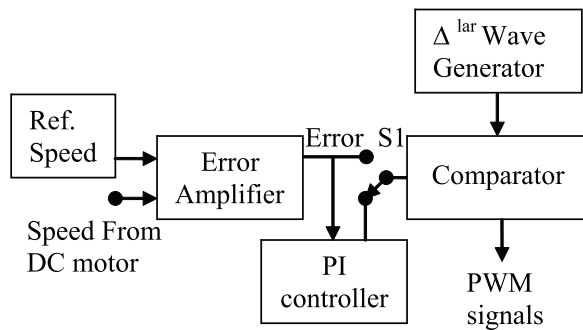 Δ lar Wave
Generator
Ref.
Speed
Error
S1
Error
Amplifier
Comparator
Speed From
DC motor
PI
controller
PWM
signals